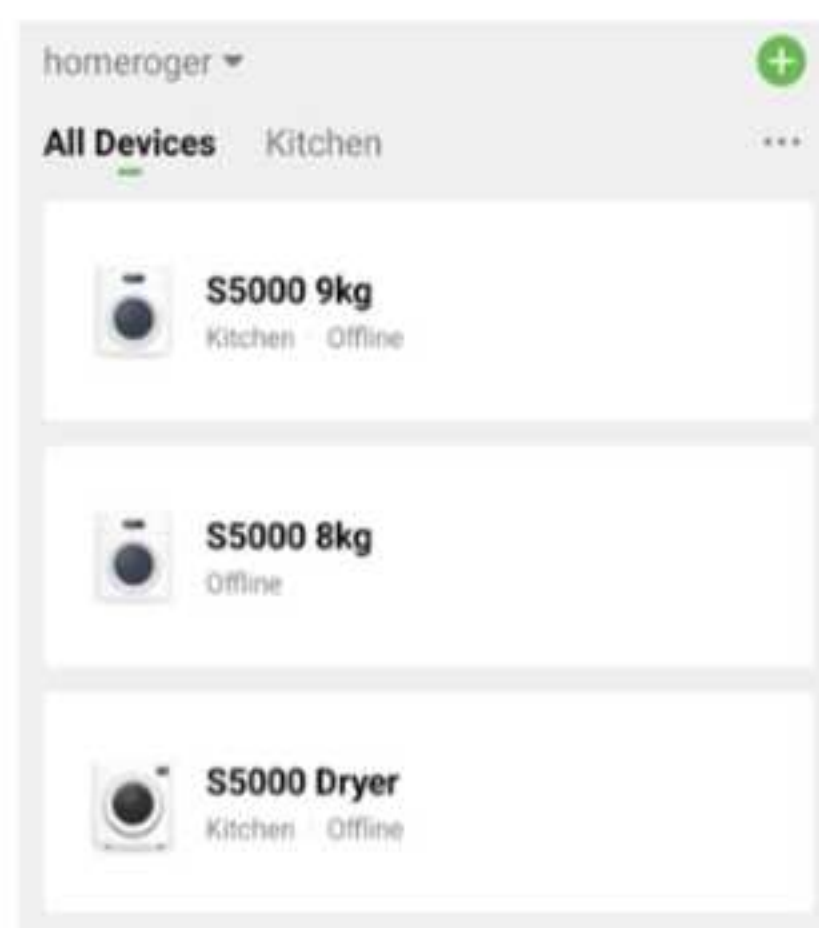 homeroger
All Devices Kitchen
S5000 9kg
Kitchen Offline
S5000 8kg
Offline
S5000 Dryer
Kitchen Offline